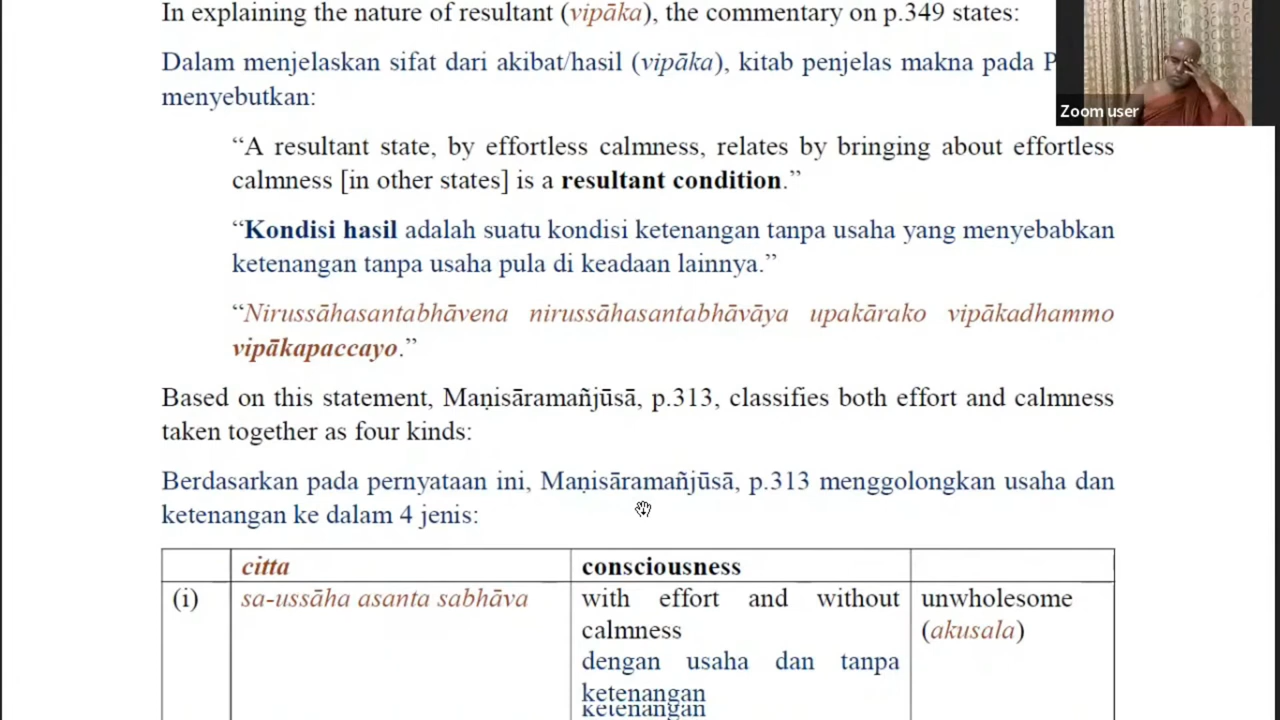 In explaining the nature of resultant (vipāka), the commentary on p.349 states:
Dalam menjelaskan sifat dari akibat/hasil (vipāka), kitab penjelas makna pada P
menyebutkan:
Zoom user
“A resultant state, by effortless calmness, relates by bringing about effortless
calmness [in other states] is a resultant condition.”
“Kondisi hasil adalah suatu kondisi ketenangan tanpa usaha yang menyebabkan
ketenangan tanpa usaha pula di keadaan lainnya.”
“Nirussāhasantabhāvena nirussāhasantabhāvāya upakārako vipākadhammo
vipākapaccayo.”
Based on this statement, Maṇisāramañjūsā, p.313, classifies both effort and calmness
taken together as four kinds:
Berdasarkan pada pernyataan ini, Maṇisāramañjūsā, p.313 menggolongkan usaha dan
ketenangan ke dalam 4 jenis:
citta consciousness
(i) sa-ussāha asanta sabhāva with effort and without unwholesome
calmness (akusala)
dengan usaha dan tanpa
ketenangan
ketenangan